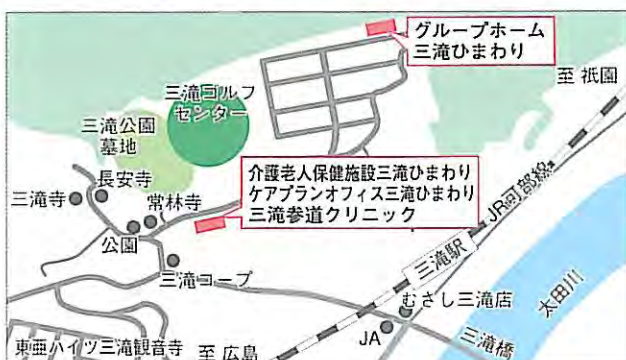 グループホーム
三滝ひまわり
至 祇園
三滝ゴルフ
センター
三滝公園
墓地
介護老人保健施設三滝ひまわり
ケアプランオフィス三滝ひまわり
三滝参道クリニック
長安寺
三滝寺
常林寺
公園
三滝コープ
JR可部線
三滝駅
むさし三滝店
太田川
JA
三滝橋
東亜ハイツ三滝観音寺
至 広島